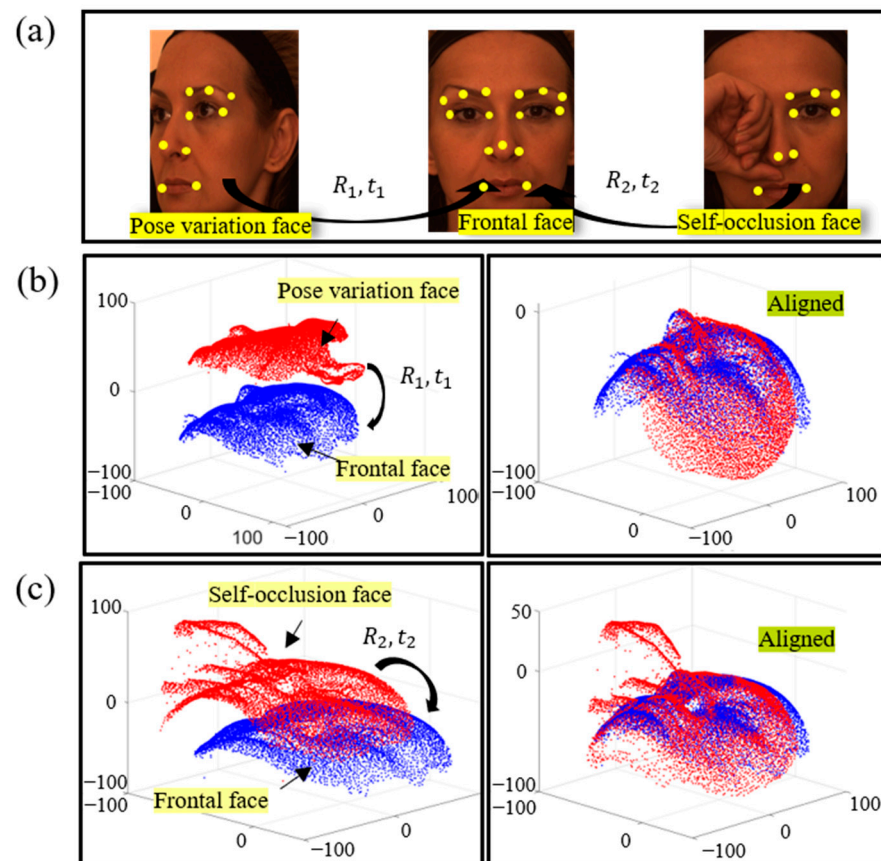 (a)
R₁, t₁
R₂, t₂
Pose variation face
Frontal face
Self-occlusion face
(b)
100
0
−100
−100
0
100
−100
0
100
Pose variation face
R₁, t₁
Frontal face
0
−100
−100
0
−100
0
100
Aligned
(c)
100
0
−100
−100
0
−100
0
100
Self-occlusion face
R₂, t₂
Frontal face
50
0
−100
−100
0
−100
0
100
Aligned